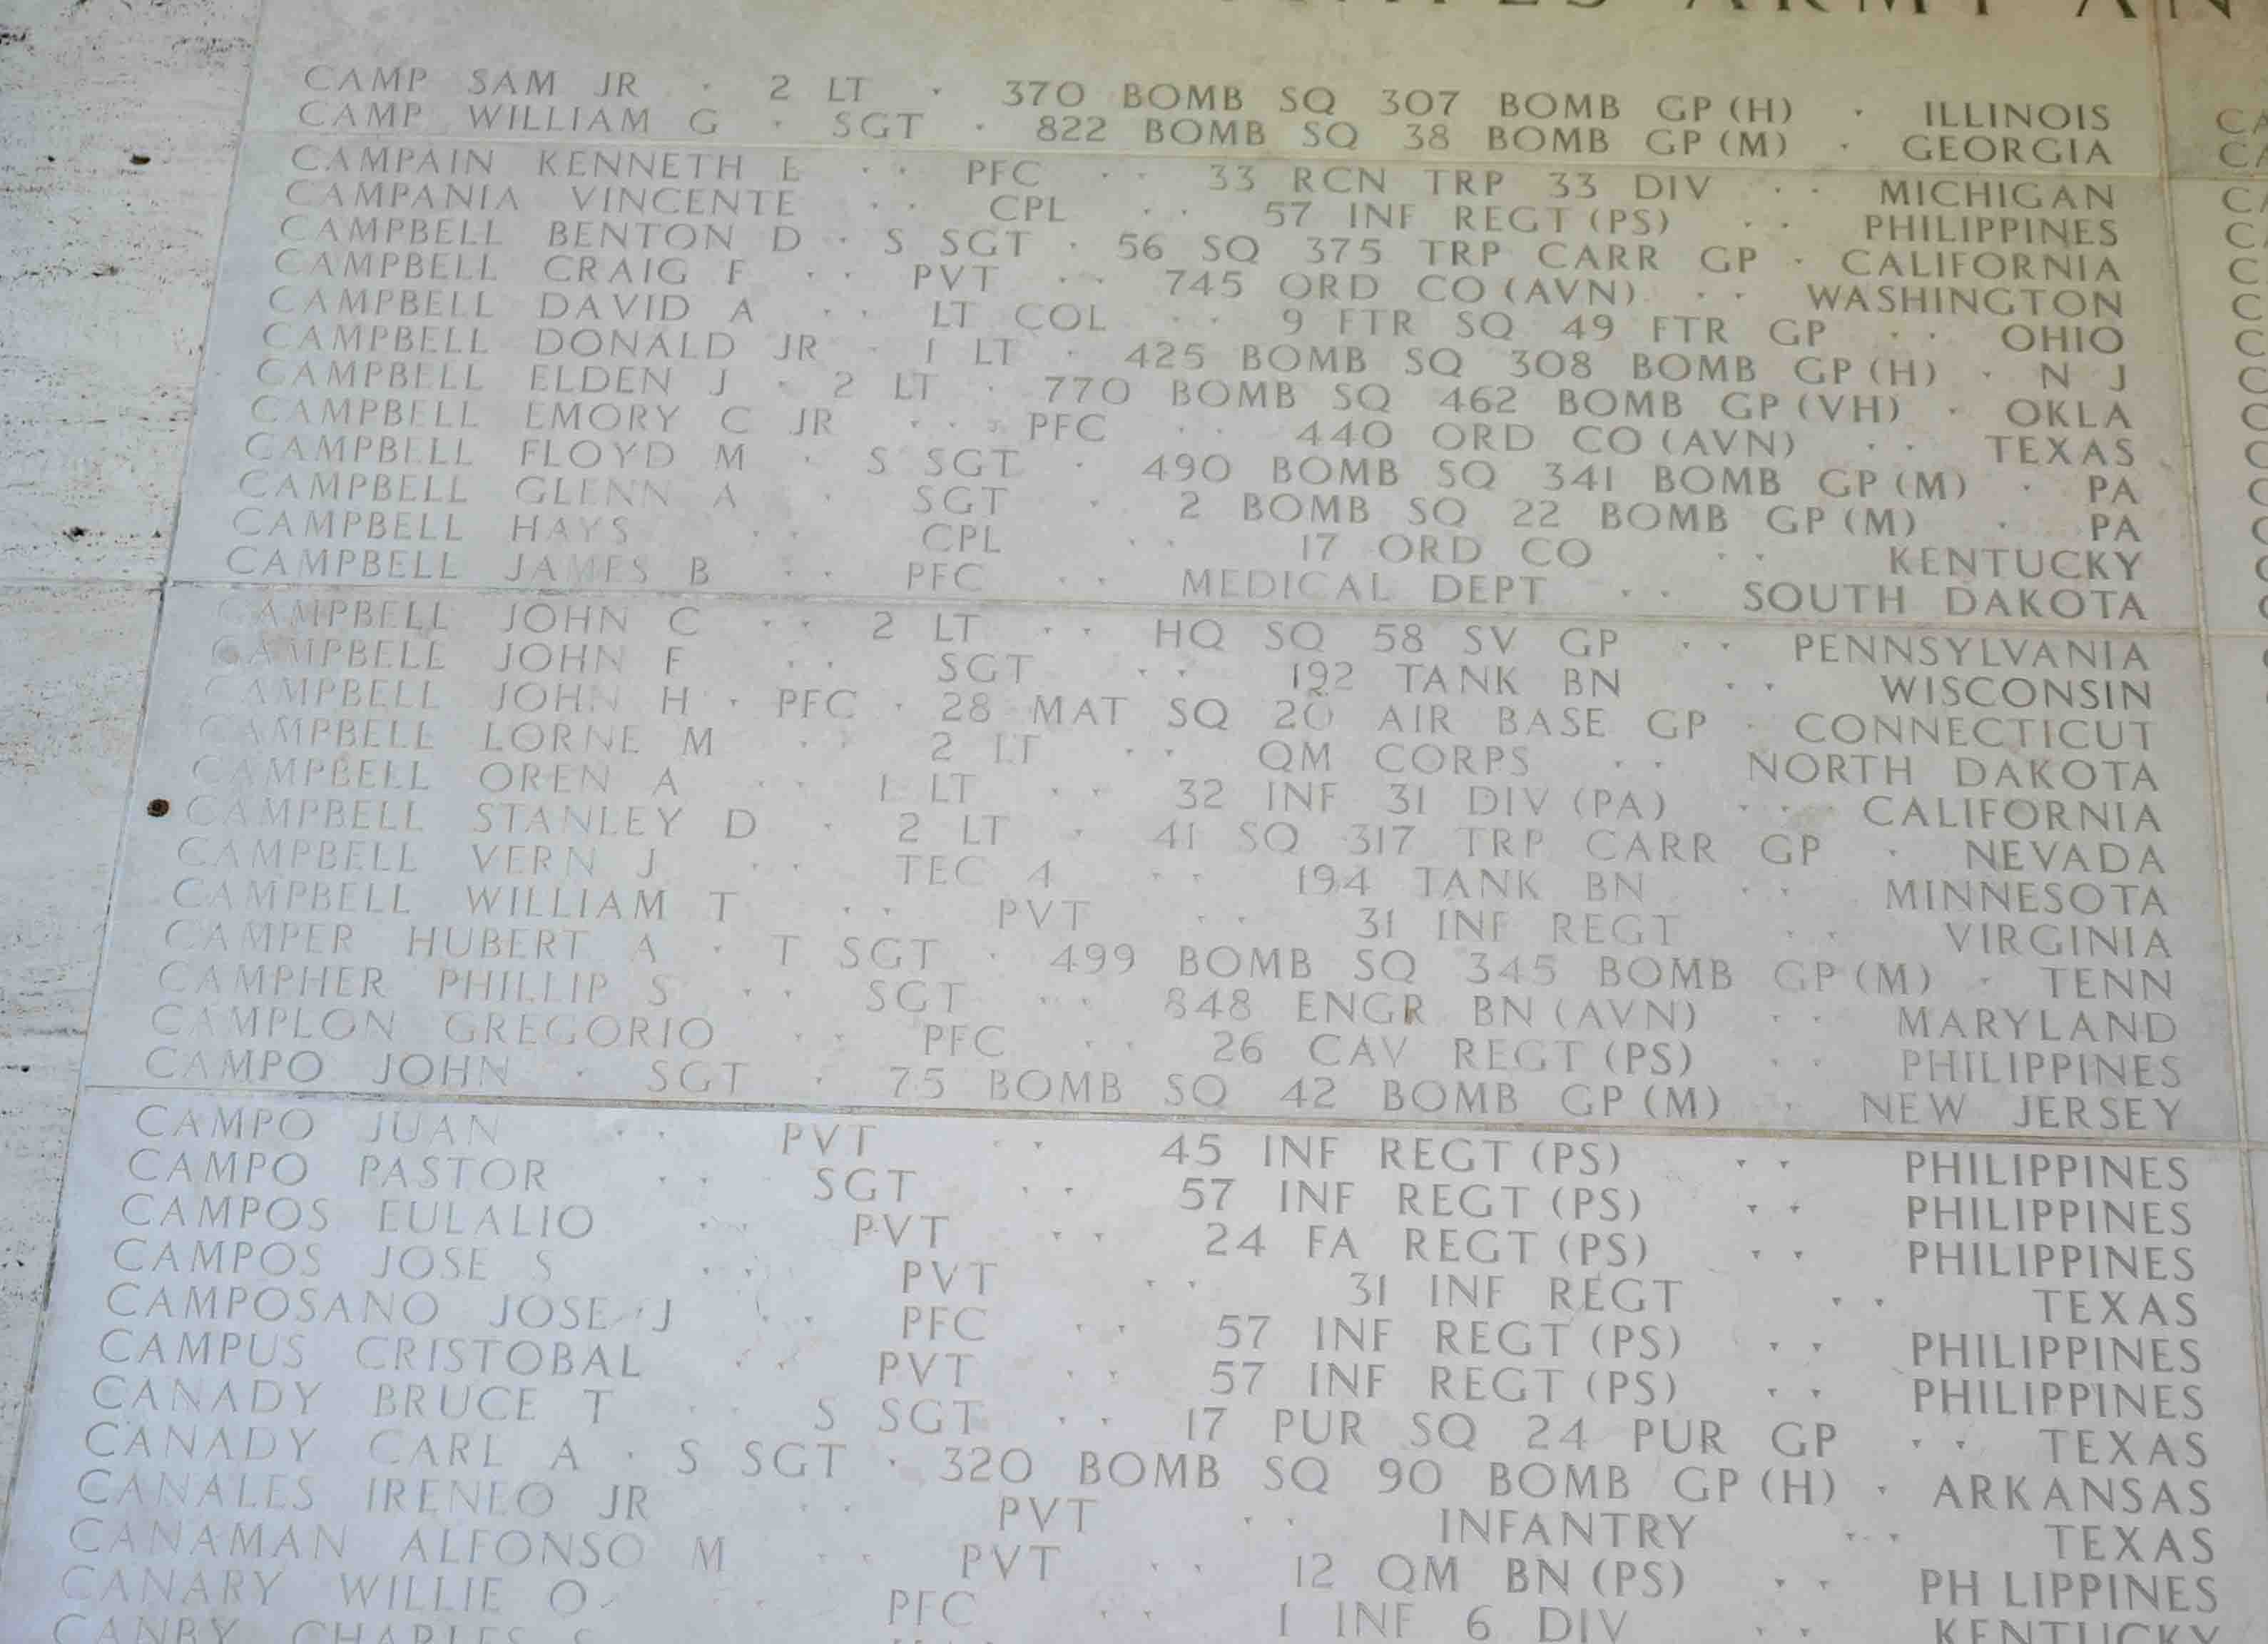 ARMY
CAMP SAM JR · 2 LT · 370 BOMB SQ 307 BOMB GP (H) · ILLINOIS
CAMP WILLIAM G · SGT · 822 BOMB SQ 38 BOMB GP (M) · GEORGIA
CAMPAIN KENNETH E · · PFC · · 33 RCN TRP 33 DIV · · MICHIGAN
CAMPANIA VINCENTE · · CPL · · 57 INF REGT (PS) · · PHILIPPINES
CAMPBELL BENTON D · S SGT · 56 SQ 375 TRP CARR GP · CALIFORNIA
CAMPBELL CRAIG F · · PVT · · 745 ORD CO (AVN) · · WASHINGTON
CAMPBELL DAVID A · · LT COL · · 9 FTR SQ 49 FTR GP · · OHIO
CAMPBELL DONALD JR · 1 LT · 425 BOMB SQ 308 BOMB GP (H) · N J
CAMPBELL ELDEN J · 2 LT · 770 BOMB SQ 462 BOMB GP (VH) · OKLA
CAMPBELL EMORY C JR · · PFC · · 440 ORD CO (AVN) · · TEXAS
CAMPBELL FLOYD M · S SGT · 490 BOMB SQ 341 BOMB GP (M) · PA
CAMPBELL GLENN A · SGT · 2 BOMB SQ 22 BOMB GP (M) · PA
CAMPBELL HAYS · · CPL · · 17 ORD CO · · KENTUCKY
CAMPBELL JAMES B · · PFC · · MEDICAL DEPT · · SOUTH DAKOTA
CAMPBELL JOHN C · · 2 LT · · HQ SQ 58 SV GP · · PENNSYLVANIA
CAMPBELL JOHN F · · SGT · · 192 TANK BN · · WISCONSIN
CAMPBELL JOHN H · PFC · 28 MAT SQ 20 AIR BASE GP · CONNECTICUT
CAMPBELL LORNE M · · 2 LT · · QM CORPS · · NORTH DAKOTA
CAMPBELL OREN A · · 1 LT · · 32 INF 31 DIV (PA) · · CALIFORNIA
CAMPBELL STANLEY D · 2 LT · 41 SQ 317 TRP CARR GP · NEVADA
CAMPBELL VERN J · · TEC 4 · · 194 TANK BN · · MINNESOTA
CAMPBELL WILLIAM T · · PVT · · 31 INF REGT · · VIRGINIA
CAMPER HUBERT A · T SGT · 499 BOMB SQ 345 BOMB GP (M) · TENN
CAMPHER PHILLIP S · · SGT · · 848 ENGR BN (AVN) · · MARYLAND
CAMPLON GREGORIO · · PFC · · 26 CAV REGT (PS) · · PHILIPPINES
CAMPO JOHN · SGT · 75 BOMB SQ 42 BOMB GP (M) · NEW JERSEY
CAMPO JUAN · · PVT · · 45 INF REGT (PS) · · PHILIPPINES
CAMPO PASTOR · · SGT · · 57 INF REGT (PS) · · PHILIPPINES
CAMPOS EULALIO · · PVT · · 24 FA REGT (PS) · · PHILIPPINES
CAMPOS JOSE S · · PVT · · 31 INF REGT · · TEXAS
CAMPOSANO JOSE J · · PFC · · 57 INF REGT (PS) · · PHILIPPINES
CAMPUS CRISTOBAL · · PVT · · 57 INF REGT (PS) · · PHILIPPINES
CANADY BRUCE T · · S SGT · · 17 PUR SQ 24 PUR GP · · TEXAS
CANADY CARL A · S SGT · 320 BOMB SQ 90 BOMB GP (H) · ARKANSAS
CANALES IRENEO JR · · PVT · · INFANTRY · · TEXAS
CANAMAN ALFONSO M · · PVT · · 12 QM BN (PS) · · PH LIPPINES
CANARY WILLIE O · · PFC · · 1 INF 6 DIV · · KENTUCKY
CANBY CHARLES S